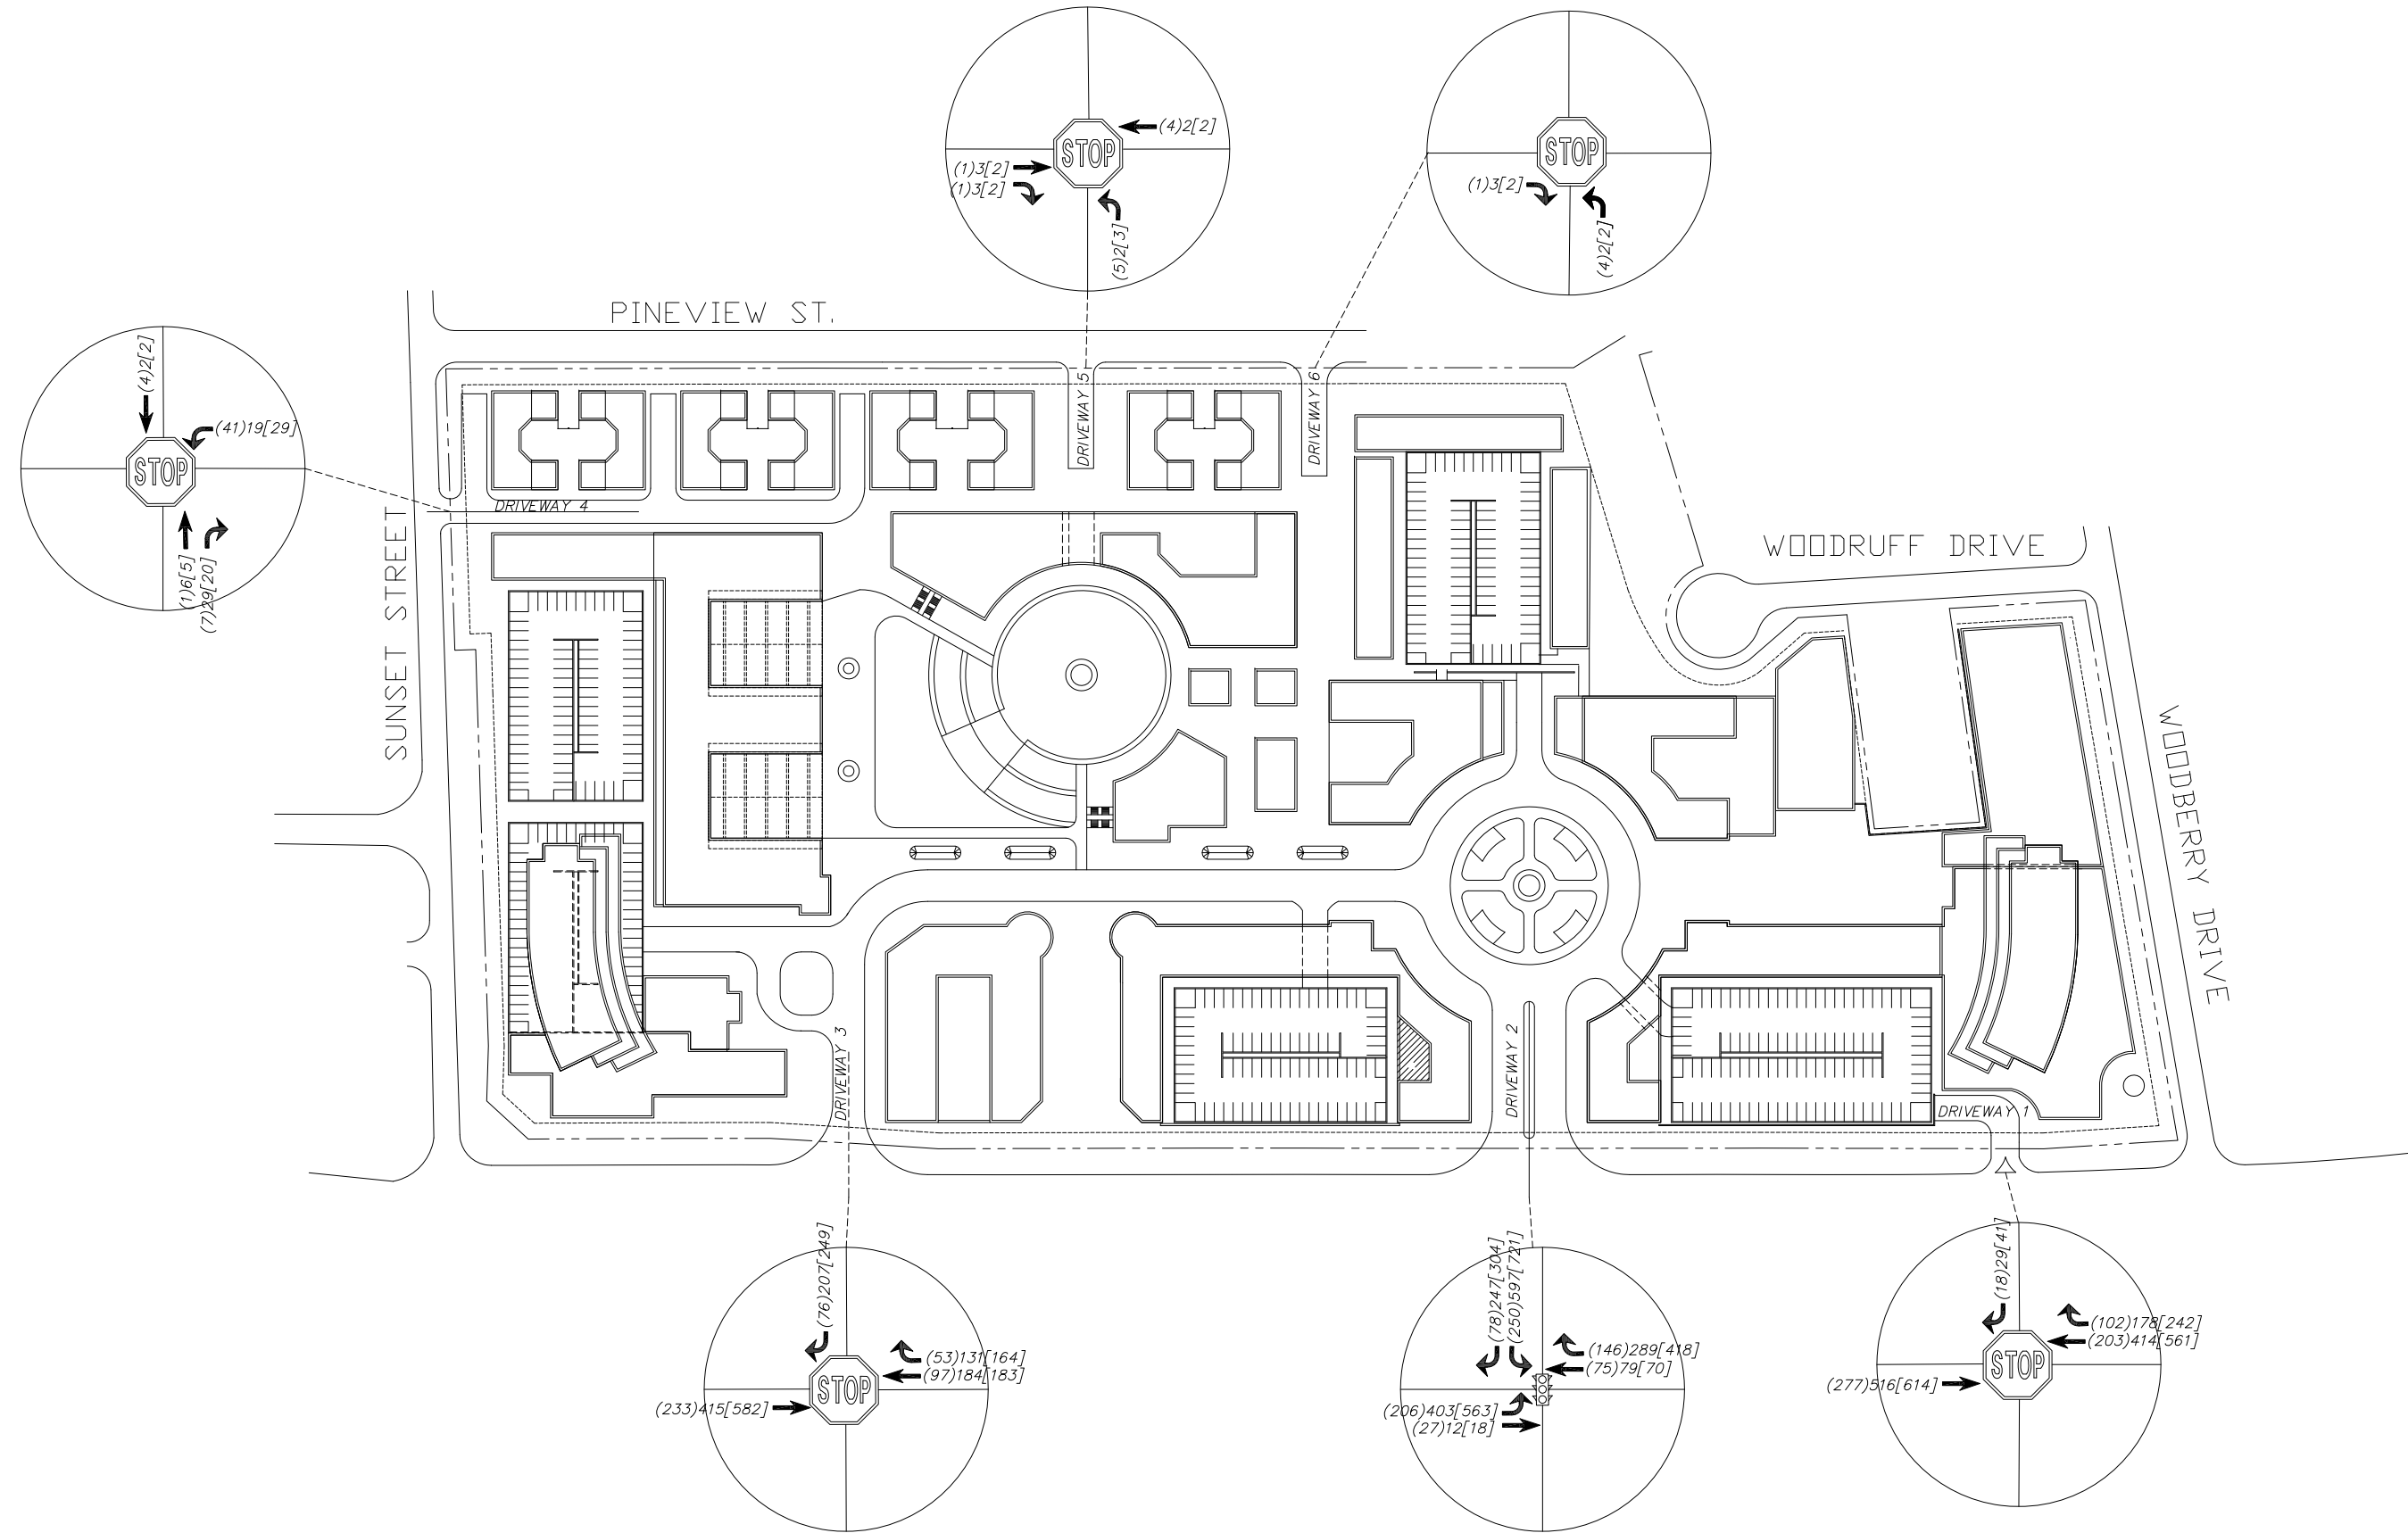 STOP
(4)2[2]
(1)3[2]
(1)3[2]
(5)2[3]
STOP
(1)3[2]
(4)2[2]
PINEVIEW ST.
(4)2[2]
(41)19[29]
STOP
(1)6[5]
(7)29[20]
SUNSET STREET
DRIVEWAY 4
DRIVEWAY 5
DRIVEWAY 6
WOODRUFF DRIVE
WOODBERRY DRIVE
DRIVEWAY 3
DRIVEWAY 2
DRIVEWAY 1
(76)207[249]
(53)131[164]
(97)184[183]
STOP
(233)415[582]
(78)247[304]
(250)597[721]
(146)289[418]
(75)79[70]
(206)403[563]
(27)12[18]
(18)29[41]
(102)178[242]
(203)414[561]
STOP
(277)516[614]